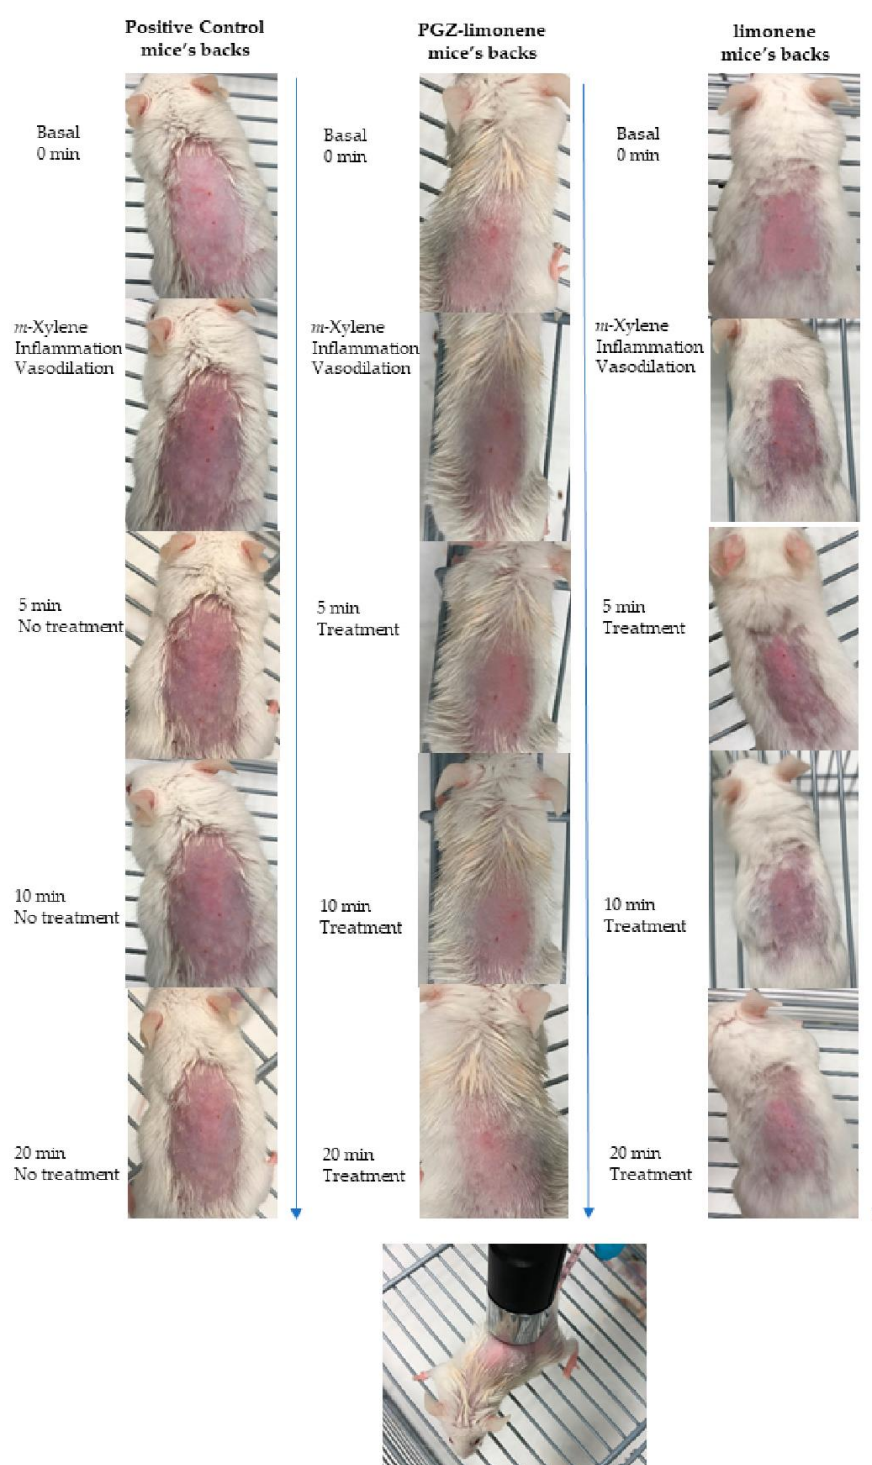 Positive Control
mice's backs
Basal
0 min
m-Xylene
Inflammation
Vasodilation
5 min
No treatment
10 min
No treatment
20 min
No treatment
PGZ-limonene
mice's backs
Basal
0 min
m-Xylene
Inflammation
Vasodilation
5 min
Treatment
10 min
Treatment
20 min
Treatment
limonene
mice's backs
Basal
0 min
m-Xylene
Inflammation
Vasodilation
5 min
Treatment
10 min
Treatment
20 min
Treatment